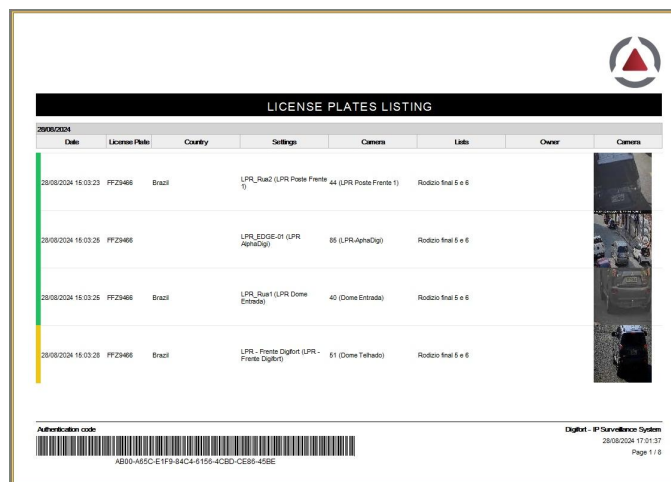 LICENSE PLATES LISTING
28/08/2024
Date License Plate Country Settings Camera Lists Owner Camera
28/08/2024 15:03:23 FFZ9466 Brazil LPR_Rua2 (LPR Poste Frente 44 (LPR Poste Frente 1) Rodizio final 5 e 6
1)
28/08/2024 15:03:25 FFZ9466 LPR_EDGE-01 (LPR 85 (LPR-AphaDigi) Rodizio final 5 e 6
AlphaDigi)
28/08/2024 15:03:25 FFZ9466 Brazil LPR_Rua1 (LPR Dome 40 (Dome Entrada) Rodizio final 5 e 6
Entrada)
28/08/2024 15:03:28 FFZ9466 Brazil LPR - Frente Digifort (LPR - 51 (Dome Telhado) Rodizio final 5 e 6
Frente Digifort)
Authentication code
AB00-A65C-E1F9-84C4-6156-4CBD-CE86-45BE
Digifort - IP Surveillance System
28/08/2024 17:01:37
Page 1 / 8